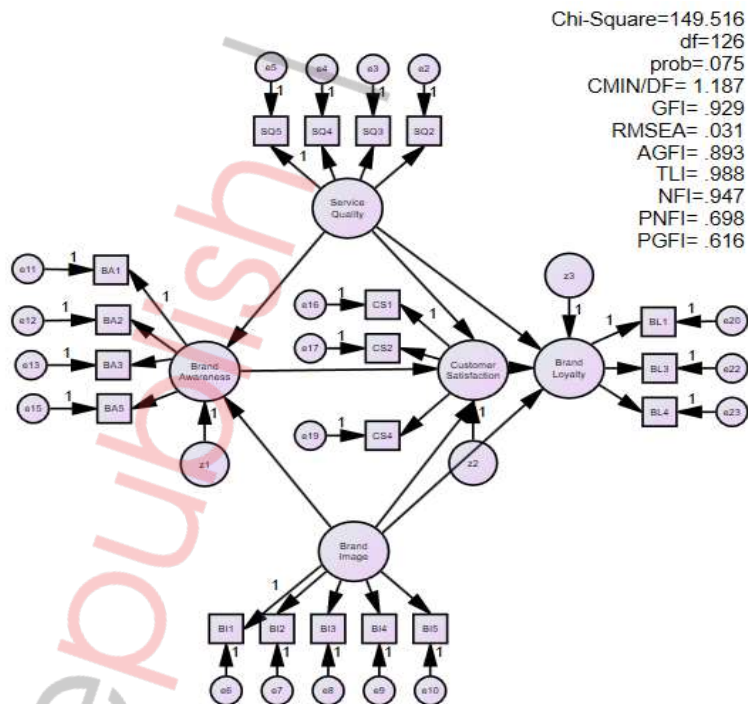 Chi-Square=149.516
df=126
prob=.075
CMIN/DF= 1.187
GFI= .929
RMSEA= .031
AGFI= .893
TLI= .988
NFI=.947
PNFI= .698
PGFI= .616
e5 e4 e3 e2
1 1 1 1
SQ5 SQ4 SQ3 SQ2
1
Service
Quality
e11 1 BA1
1
e12 1 BA2
e13 1 BA3
e15 1 BA5
Brand
Awareness
1
z1
e16 1 CS1
1
e17 1 CS2
e19 1 CS4
Customer
Satisfaction
1
z2
z3
1
Brand
Loyalty
1
BL1 1 e20
BL3 1 e22
BL4 1 e23
Brand
Image
1
BI1 BI2 BI3 BI4 BI5
1 1 1 1 1
e6 e7 e8 e9 e10
epublish